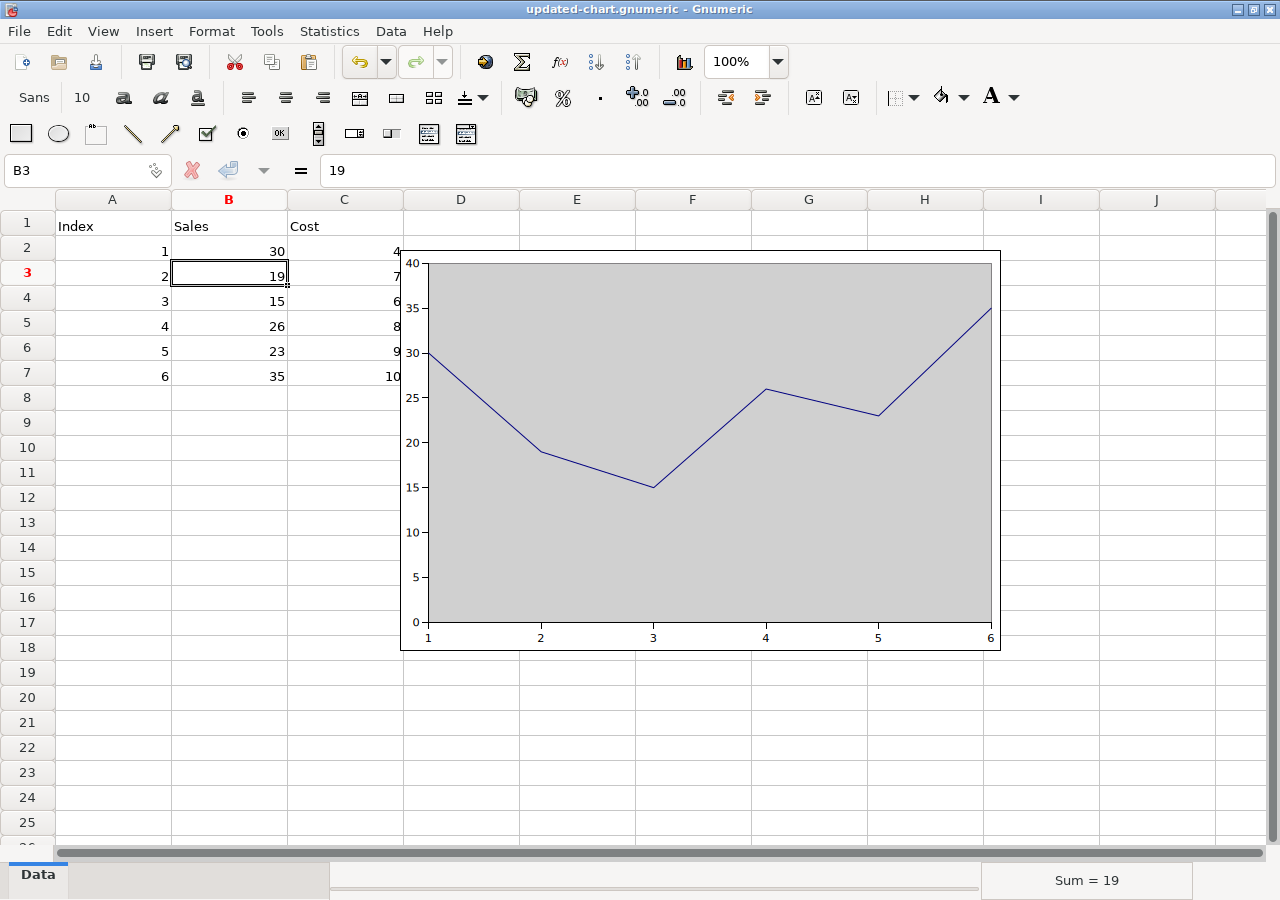 updated-chart.gnumeric - Gnumeric
File Edit View Insert Format Tools Statistics Data Help
f(x) 100%
Sans 10 a a a % .00 .00 A A A
ab OK
B3 = 19
A B C D E F G H I J
1 Index Sales Cost
2 1 30 4
3 2 19 7
4 3 15 6
5 4 26 8
6 5 23 9
7 6 35 10
8
9
10
11
12
13
14
15
16
17
18
19
20
21
22
23
24
25
40
35
30
25
20
15
10
5
0
1 2 3 4 5 6
Data Sum = 19